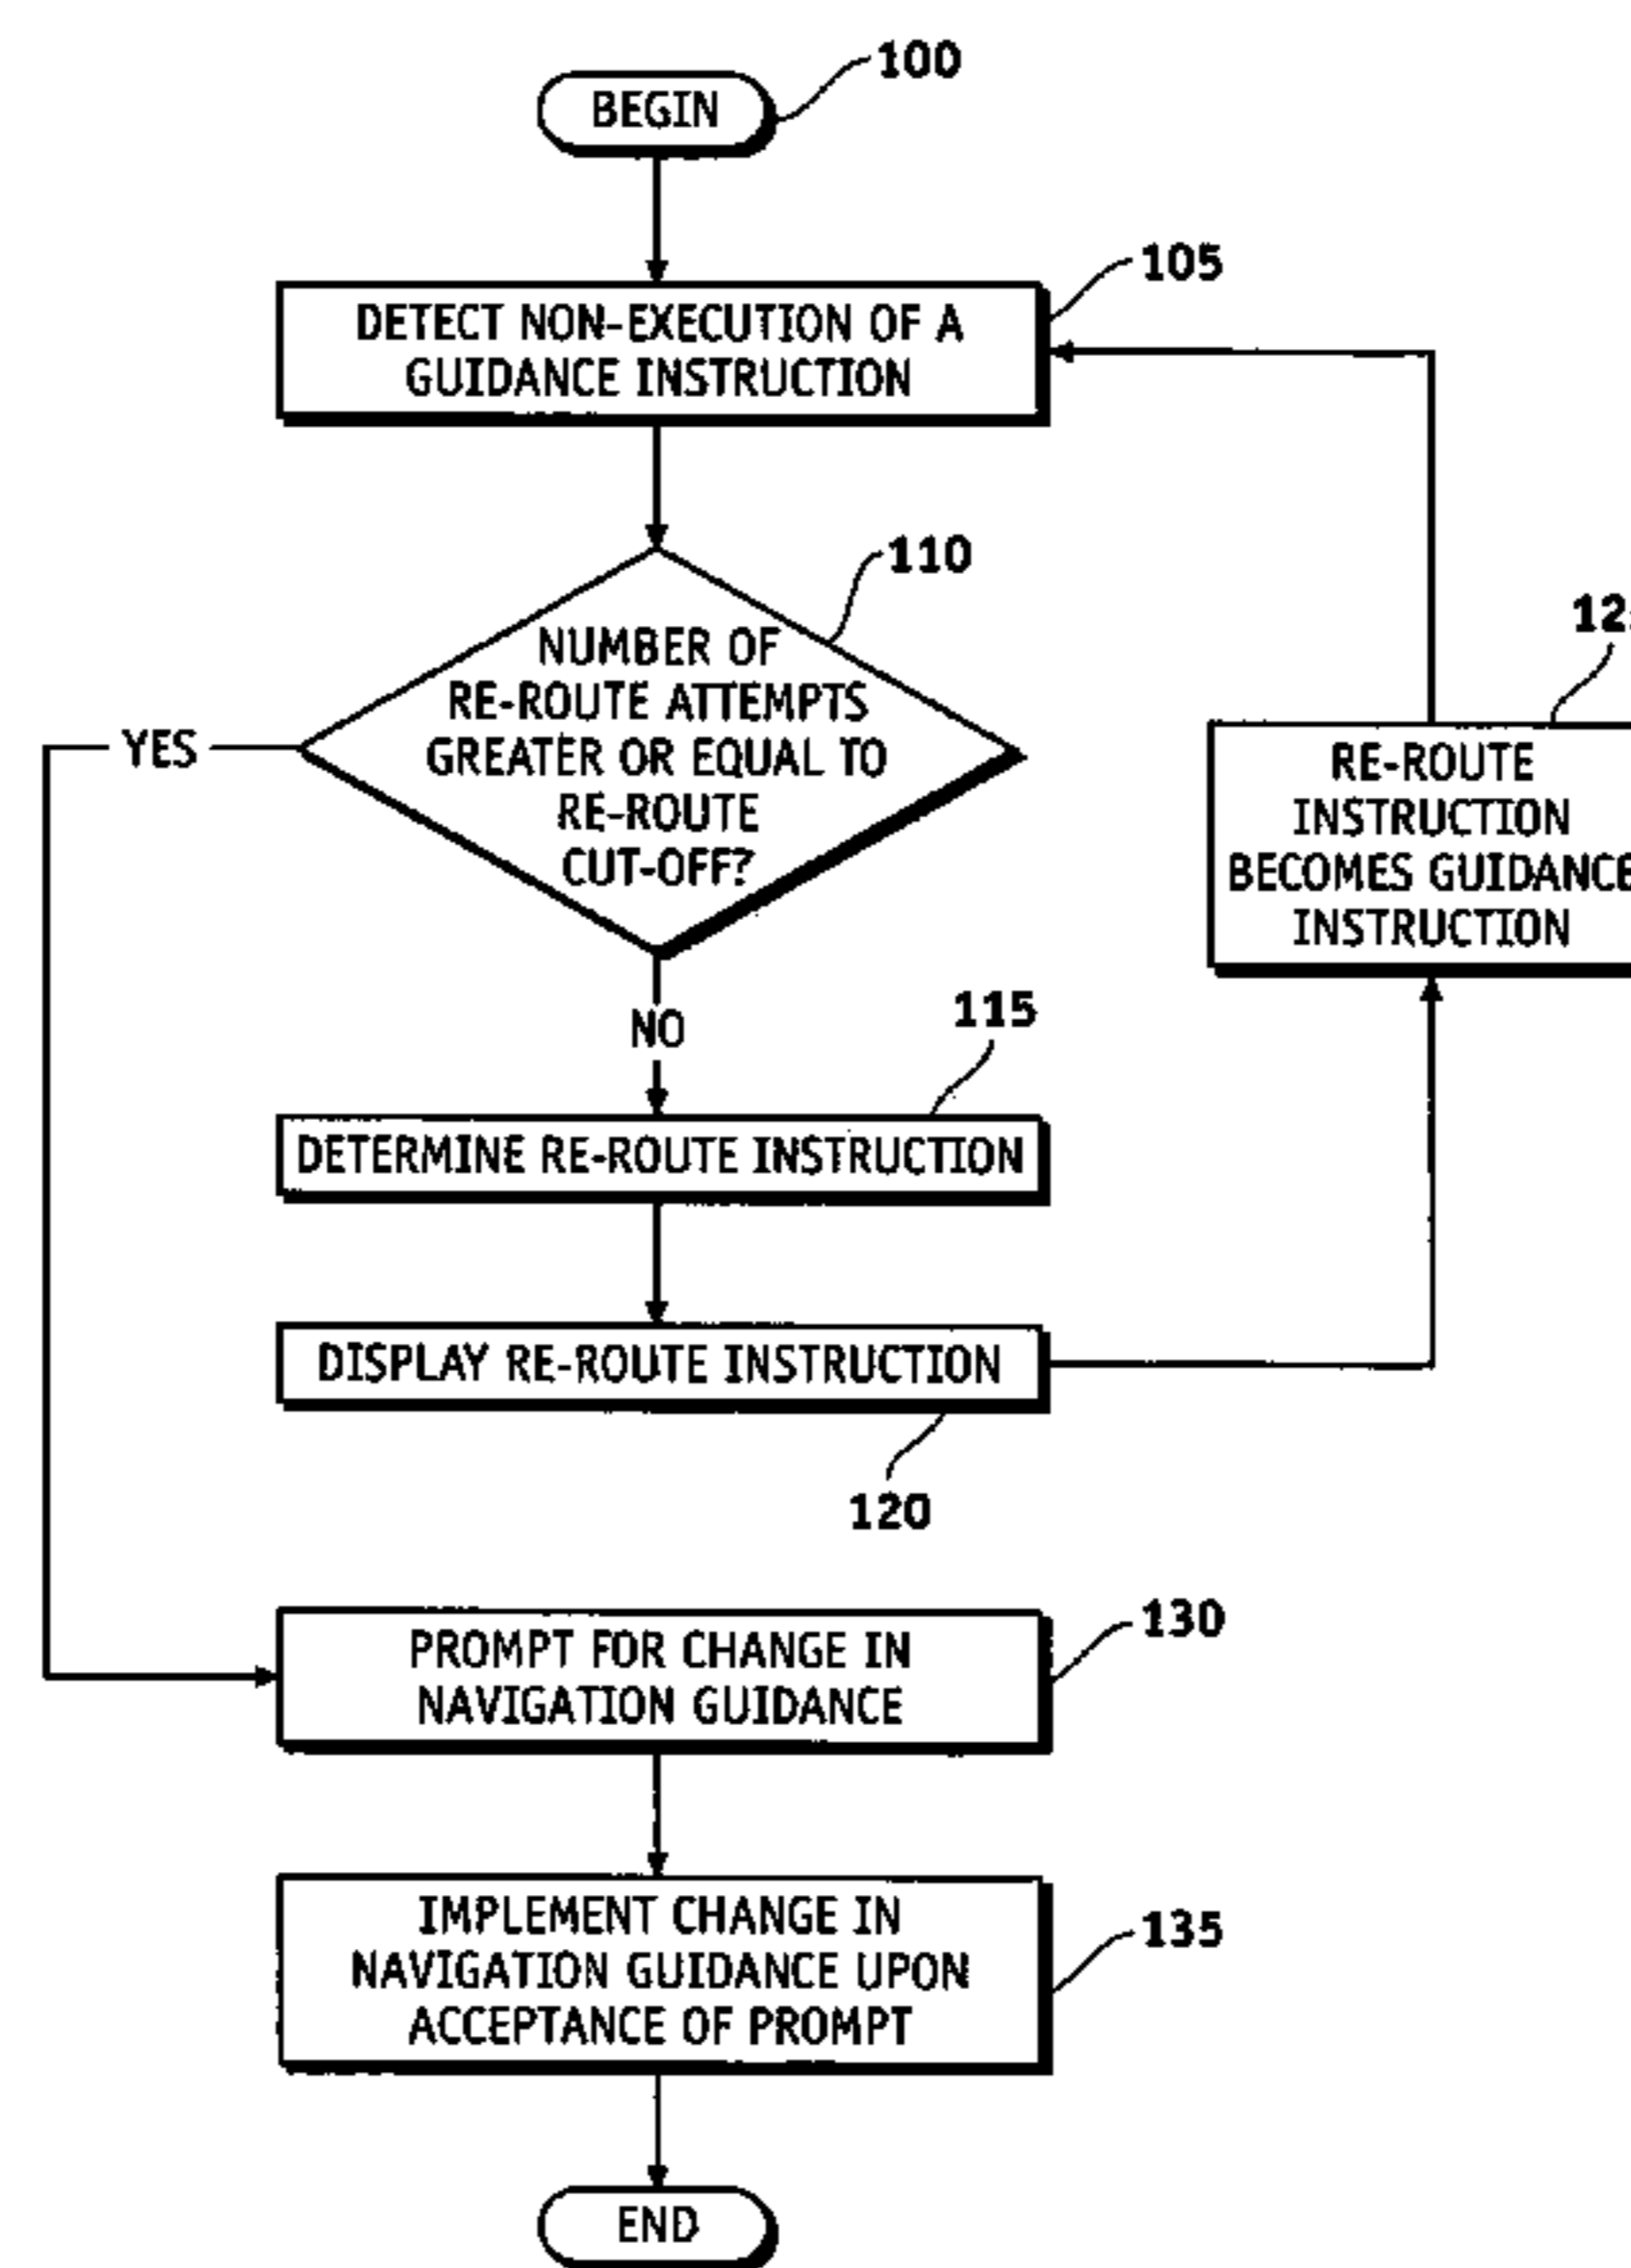 100
BEGIN
105
DETECT NON-EXECUTION OF A
GUIDANCE INSTRUCTION
110
NUMBER OF
RE-ROUTE ATTEMPTS
GREATER OR EQUAL TO
RE-ROUTE
CUT-OFF?
YES
RE-ROUTE
INSTRUCTION
BECOMES GUIDANCE
INSTRUCTION
NO
115
DETERMINE RE-ROUTE INSTRUCTION
DISPLAY RE-ROUTE INSTRUCTION
120
130
PROMPT FOR CHANGE IN
NAVIGATION GUIDANCE
IMPLEMENT CHANGE IN
NAVIGATION GUIDANCE UPON
ACCEPTANCE OF PROMPT
135
END